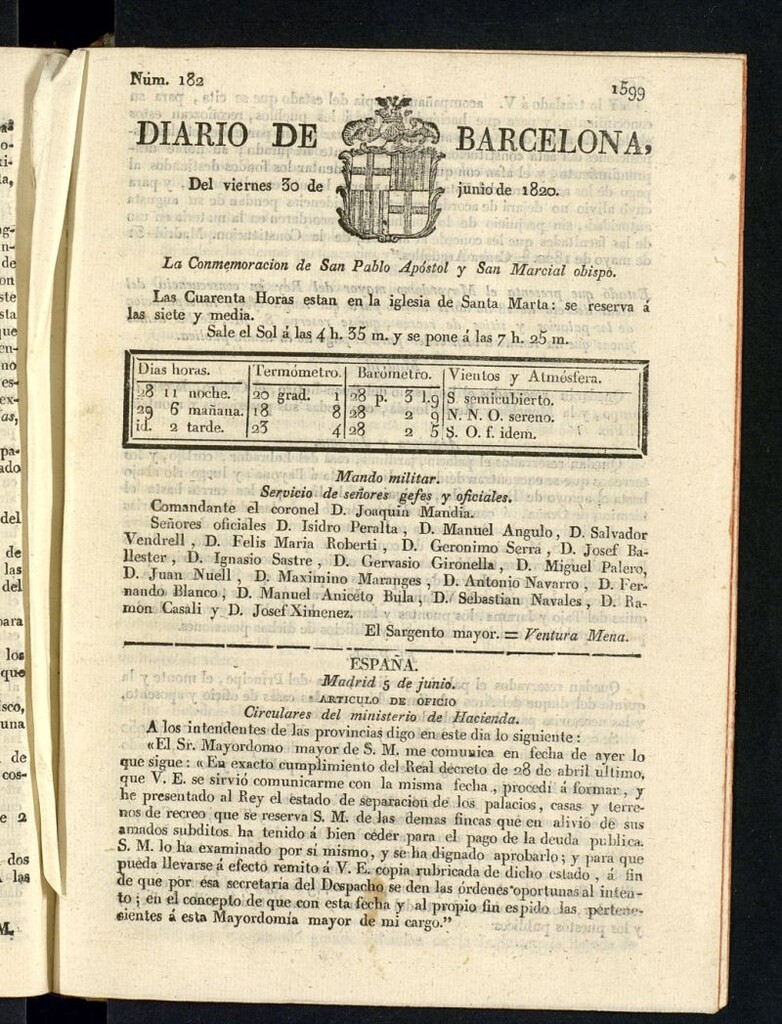 Núm. 182
1599
DIARIO DE BARCELONA,
Del viernes 30 de junio de 1820.
La Conmemoracion de San Pablo Apóstol y San Marcial obispo.
Las Cuarenta Horas estan en la iglesia de Santa Marta: se reserva á
las siete y media.
Sale el Sol á las 4 h. 35 m. y se pone á las 7 h. 25 m.
Dias horas. Termómetro. Barómetro. Vientos y Atmósfera.
28 11 noche. 20 grad. 1 28 p. 3 l.9 S. semicubierto.
29 6 mañana. 18 8 28 2 9 N. N. O. sereno.
id. 2 tarde. 23 4 28 2 5 S. O. f. idem.
Mando militar.
Servicio de señores gefes y oficiales.
Comandante el coronel D. Joaquin Mandia.
Señores oficiales D. Isidro Peralta, D. Manuel Angulo, D. Salvador
Vendrell, D. Felis Maria Roberti, D. Geronimo Serra, D. Josef Ba-
llester, D. Ignasio Sastre, D. Gervasio Gironella, D. Miguel Palero,
D. Juan Nuell, D. Maximino Maranges, D. Antonio Navarro, D. Fer-
nando Blanco, D. Manuel Aniceto Bula, D. Sebastian Navales, D. Ra-
mon Casali y D. Josef Ximenez.
El Sargento mayor. = Ventura Mena.
ESPAÑA.
Madrid 5 de junio.
ARTICULO DE OFICIO
Circulares del ministerio de Hacienda.
A los intendentes de las provincias digo en este dia lo siguiente:
«El Sr. Mayordomo mayor de S. M. me comunica en fecha de ayer lo
que sigue: «En exacto cumplimiento del Real decreto de 28 de abril ultimo,
que V. E. se sirvió comunicarme con la misma fecha, procedí á formar, y
he presentado al Rey el estado de separacion de los palacios, casas y terre-
nos de recreo que se reserva S. M. de las demas fincas que en alivio de sus
amados subditos ha tenido á bien ceder para el pago de la deuda publica.
S. M. lo ha examinado por sí mismo, y se ha dignado aprobarlo; y para que
pueda llevarse á efecto remito á V. E. copia rubricada de dicho estado, á fin
de que por esa secretaría del Despacho se den las órdenes oportunas al inten-
to; en el concepto de que con esta fecha y al propio fin espido las pertene-
sientes á esta Mayordomía mayor de mi cargo.”